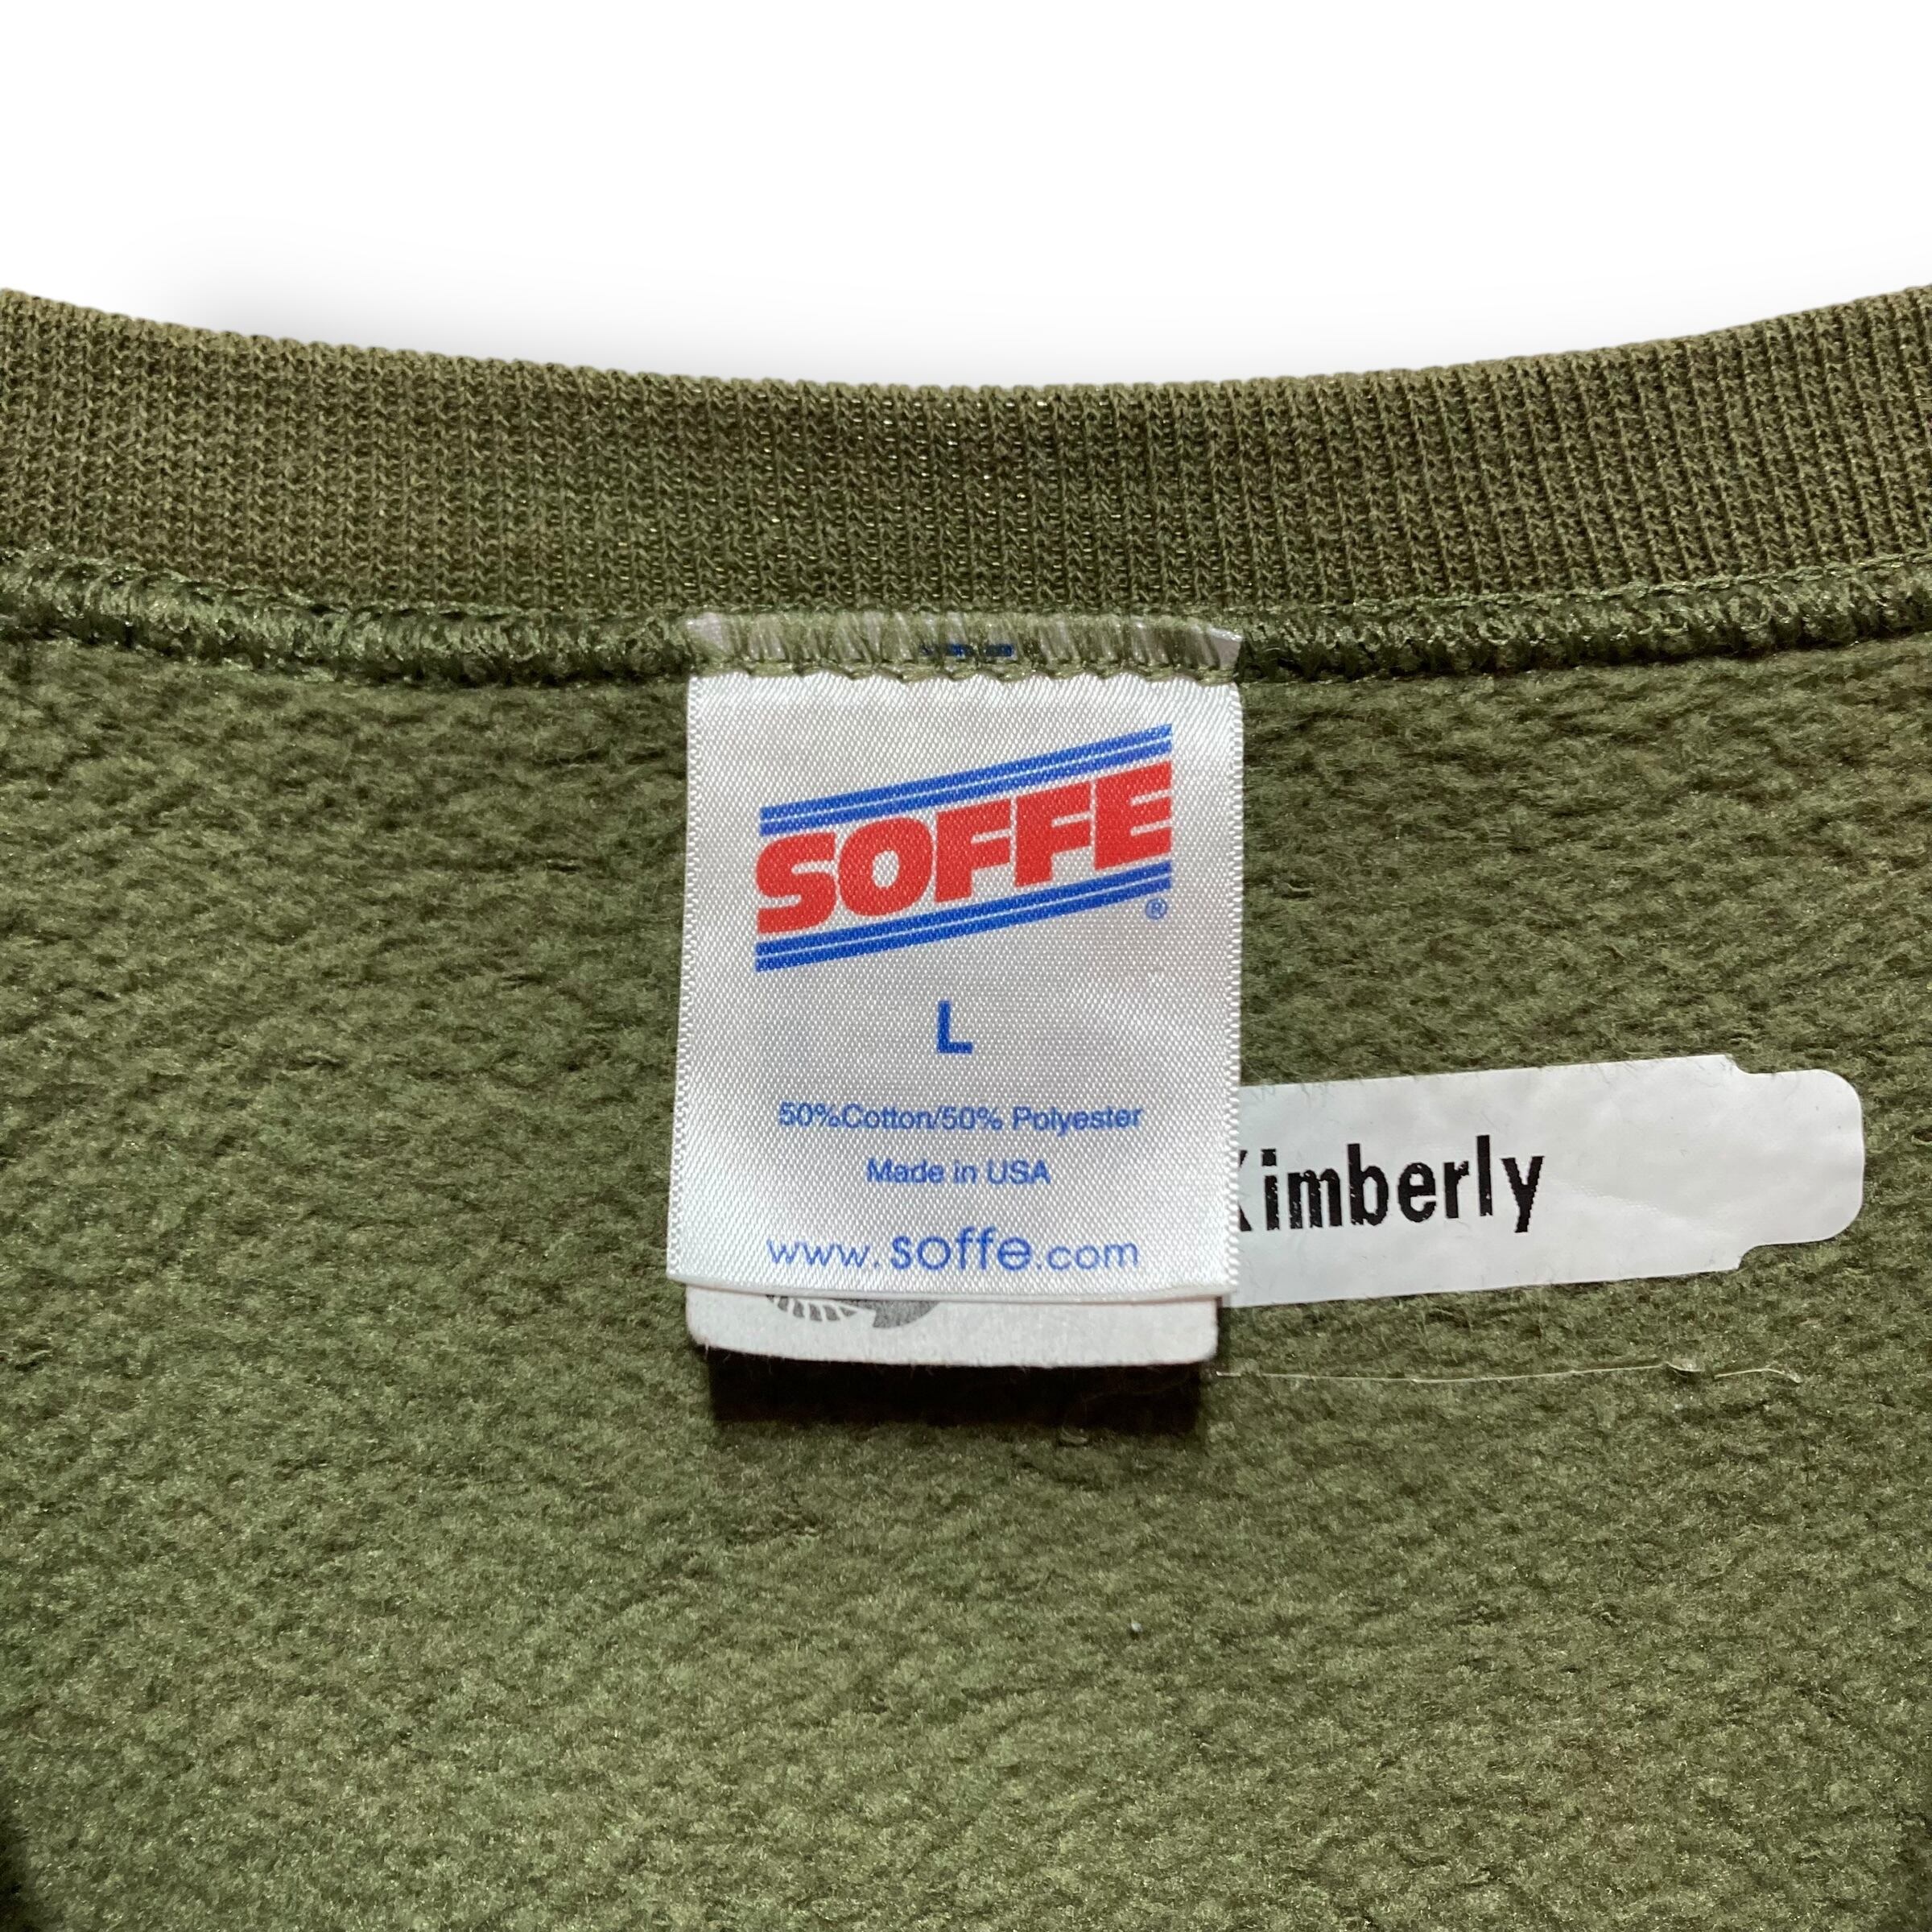 SOFFE
®
L
50%Cotton/50% Polyester
Made in USA
www.soffe.com
Kimberly